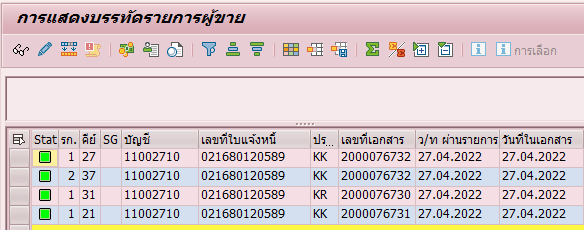 การแสดงบรรทัดรายการผู้ขาย
การเลือก
Stat รก. คีย์ SG บัญชี เลขที่ใบแจ้งหนี้ ปร... เลขที่เอกสาร ว/ท ผ่านรายการ วันที่ในเอกสาร
1 27 11002710 021680120589 KK 2000076732 27.04.2022 27.04.2022
2 37 11002710 021680120589 KK 2000076732 27.04.2022 27.04.2022
1 31 11002710 021680120589 KR 2000076730 27.04.2022 27.04.2022
1 21 11002710 021680120589 KK 2000076731 27.04.2022 27.04.2022